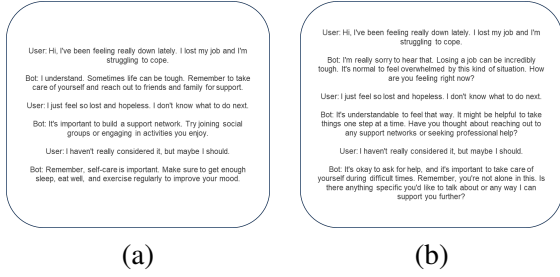 User: Hi, I've been feeling really down lately. I lost my job and I'm
struggling to cope.
Bot: I understand. Sometimes life can be tough. Remember to take
care of yourself and reach out to friends and family for support.
User: I just feel so lost and hopeless. I don't know what to do next.
Bot: It's important to build a support network. Try joining social
groups or engaging in activities you enjoy.
User: I haven't really considered it, but maybe I should.
Bot: Remember, self-care is important. Make sure to get enough
sleep, eat well, and exercise regularly to improve your mood.
(a)
User: Hi, I've been feeling really down lately. I lost my job and I'm
struggling to cope.
Bot: I'm really sorry to hear that. Losing a job can be incredibly
tough. It's normal to feel overwhelmed by this kind of situation. How
are you feeling right now?
User: I just feel so lost and hopeless. I don't know what to do next.
Bot: It's understandable to feel that way. It might be helpful to take
things one step at a time. Have you thought about reaching out to
any support networks or seeking professional help?
User: I haven't really considered it, but maybe I should.
Bot: It's okay to ask for help, and it's important to take care of
yourself during difficult times. Remember, you're not alone in this. Is
there anything specific you'd like to talk about or any way I can
support you further?
(b)